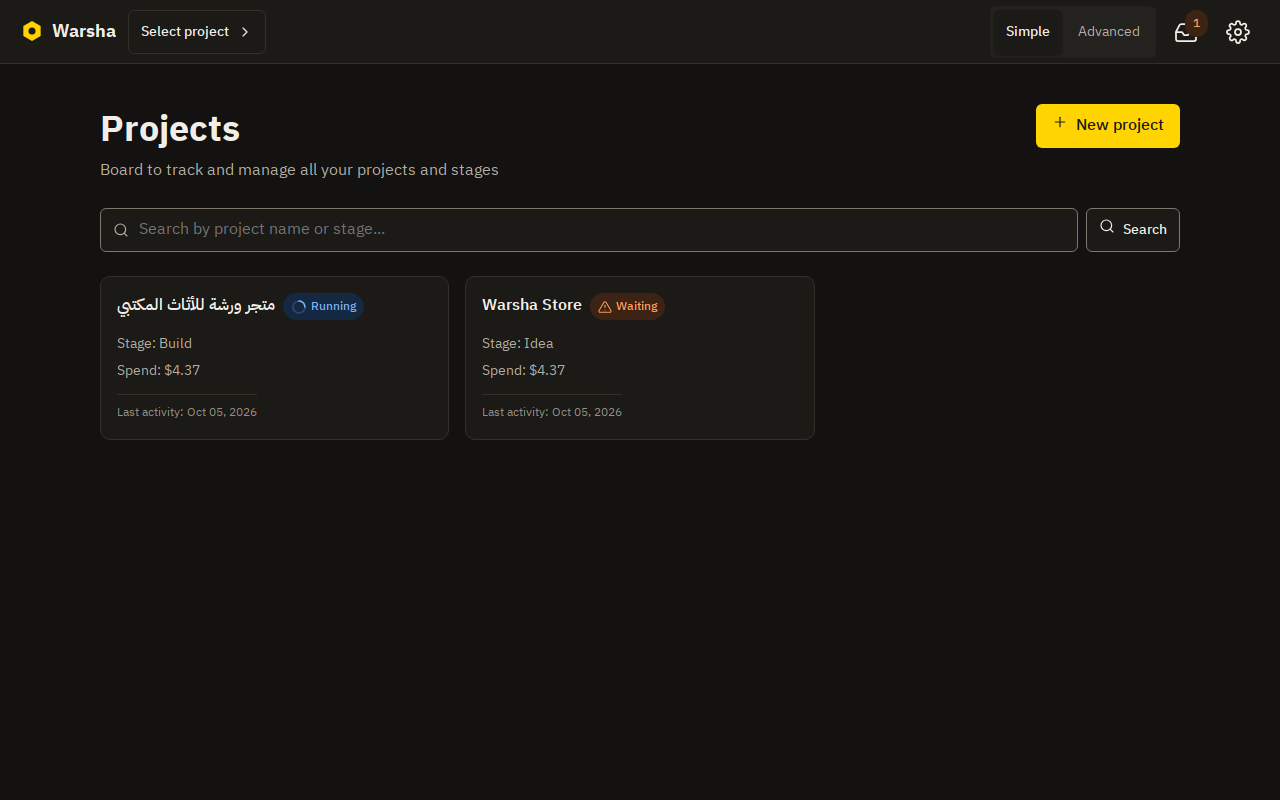 Warsha
Select project
Simple
Advanced
1
Projects
New project
Board to track and manage all your projects and stages
Search by project name or stage...
Search
متجر ورشة للأثاث المكتبي
Running
Stage: Build
Spend: $4.37
Last activity: Oct 05, 2026
Warsha Store
Waiting
Stage: Idea
Spend: $4.37
Last activity: Oct 05, 2026